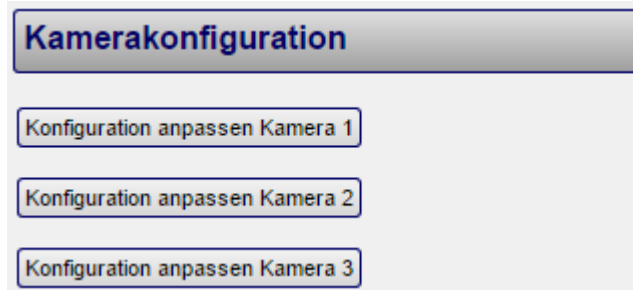 Kamerakonfiguration
Konfiguration anpassen Kamera 1
Konfiguration anpassen Kamera 2
Konfiguration anpassen Kamera 3